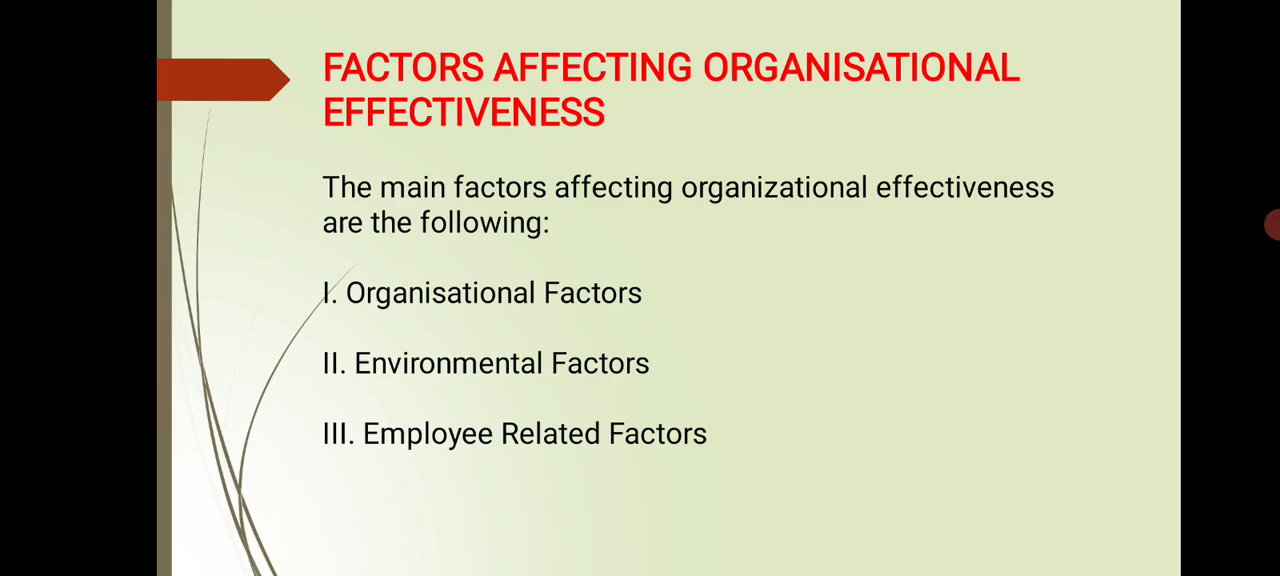 FACTORS AFFECTING ORGANISATIONAL
EFFECTIVENESS
The main factors affecting organizational effectiveness
are the following:
I. Organisational Factors
II. Environmental Factors
III. Employee Related Factors